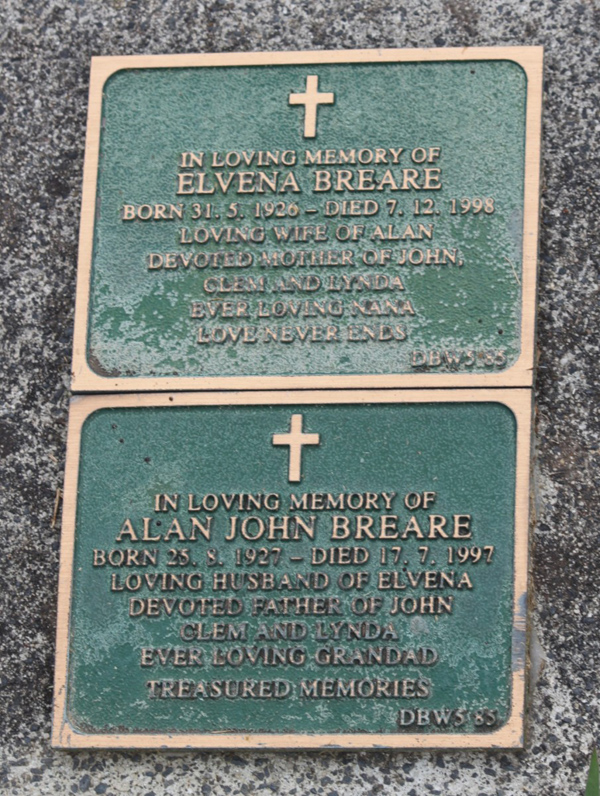 IN LOVING MEMORY OF
ELVENA BREARE
BORN 31. 5. 1926 – DIED 7. 12. 1998
LOVING WIFE OF ALAN
DEVOTED MOTHER OF JOHN,
CLEM AND LYNDA
EVER LOVING NANA
LOVE NEVER ENDS
DBW5'85
IN LOVING MEMORY OF
ALAN JOHN BREARE
BORN 25. 8. 1927 – DIED 17. 7. 1997
LOVING HUSBAND OF ELVENA
DEVOTED FATHER OF JOHN
CLEM AND LYNDA
EVER LOVING GRANDAD
TREASURED MEMORIES
DBW5'85